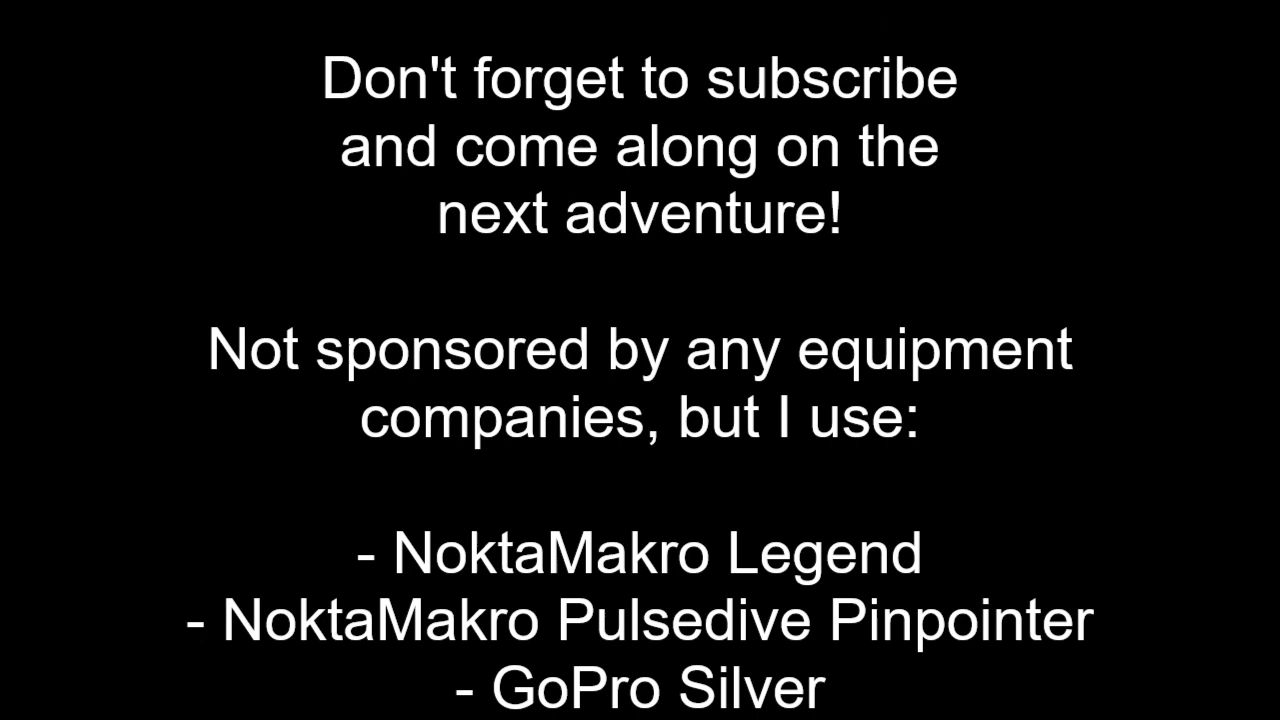 Don't forget to subscribe
and come along on the
next adventure!
Not sponsored by any equipment
companies, but I use:
- NoktaMakro Legend
- NoktaMakro Pulsedive Pinpointer
- GoPro Silver